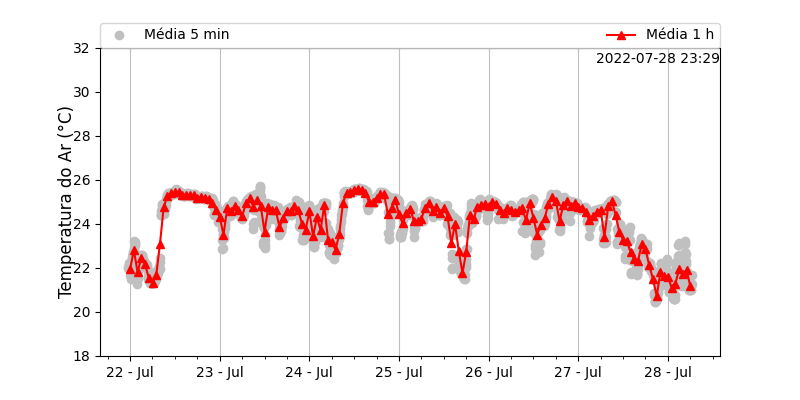 Média 5 min
Média 1 h
2022-07-28 23:29
Temperatura do Ar (°C)
32
30
28
26
24
22
20
18
22 - Jul
23 - Jul
24 - Jul
25 - Jul
26 - Jul
27 - Jul
28 - Jul